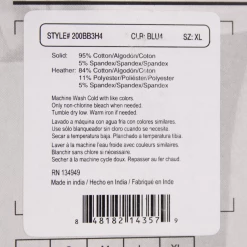 STYLE# 200BB3H4 CLR: BLU4 SZ: XL
Solid: 95% Cotton/Algodón/Coton
5% Spandex/Spandex/Spandex
Heather: 84% Cotton/Algodón/Coton
11% Polyester/Poliéster/Polyester
5% Spandex/Spandex/Spandex
Machine Wash Cold with like colors.
Only non-chlorine bleach when needed.
Tumble dry low. Warm iron if needed.
Lavado a máquina con agua fria con colores similares.
Use sólo blanqueador sin cloro cuando sea necesario.
Secar a temperatura baja. Planchado a temperatura tibia.
Laver à la machine à l'eau froide avec couleurs similaires.
Blanchir sans chlore si nécessaire.
Secher à la machine cycle doux. Repasser au fer chaud.
RN 134949
Made in India / Hecho en India / Fabriqué en Inde
8 48182 14357 9